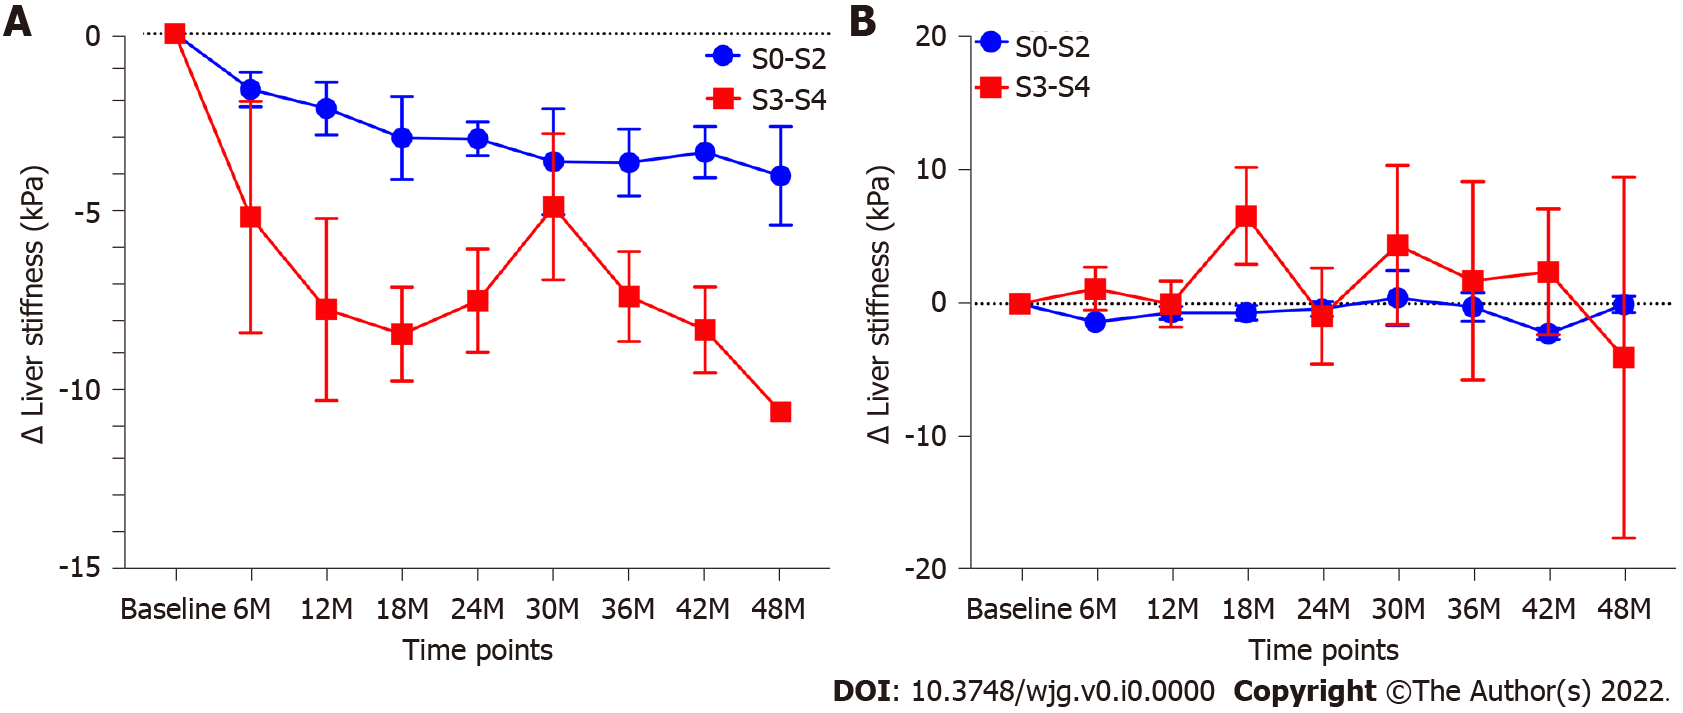 A
0
-5
-10
-15
Δ Liver stiffness (kPa)
S0-S2
S3-S4
Baseline 6M 12M 18M 24M 30M 36M 42M 48M
Time points
B
20
10
0
-10
-20
Δ Liver stiffness (kPa)
S0-S2
S3-S4
Baseline 6M 12M 18M 24M 30M 36M 42M 48M
Time points
DOI: 10.3748/wjg.v0.i0.0000 Copyright ©The Author(s) 2022.